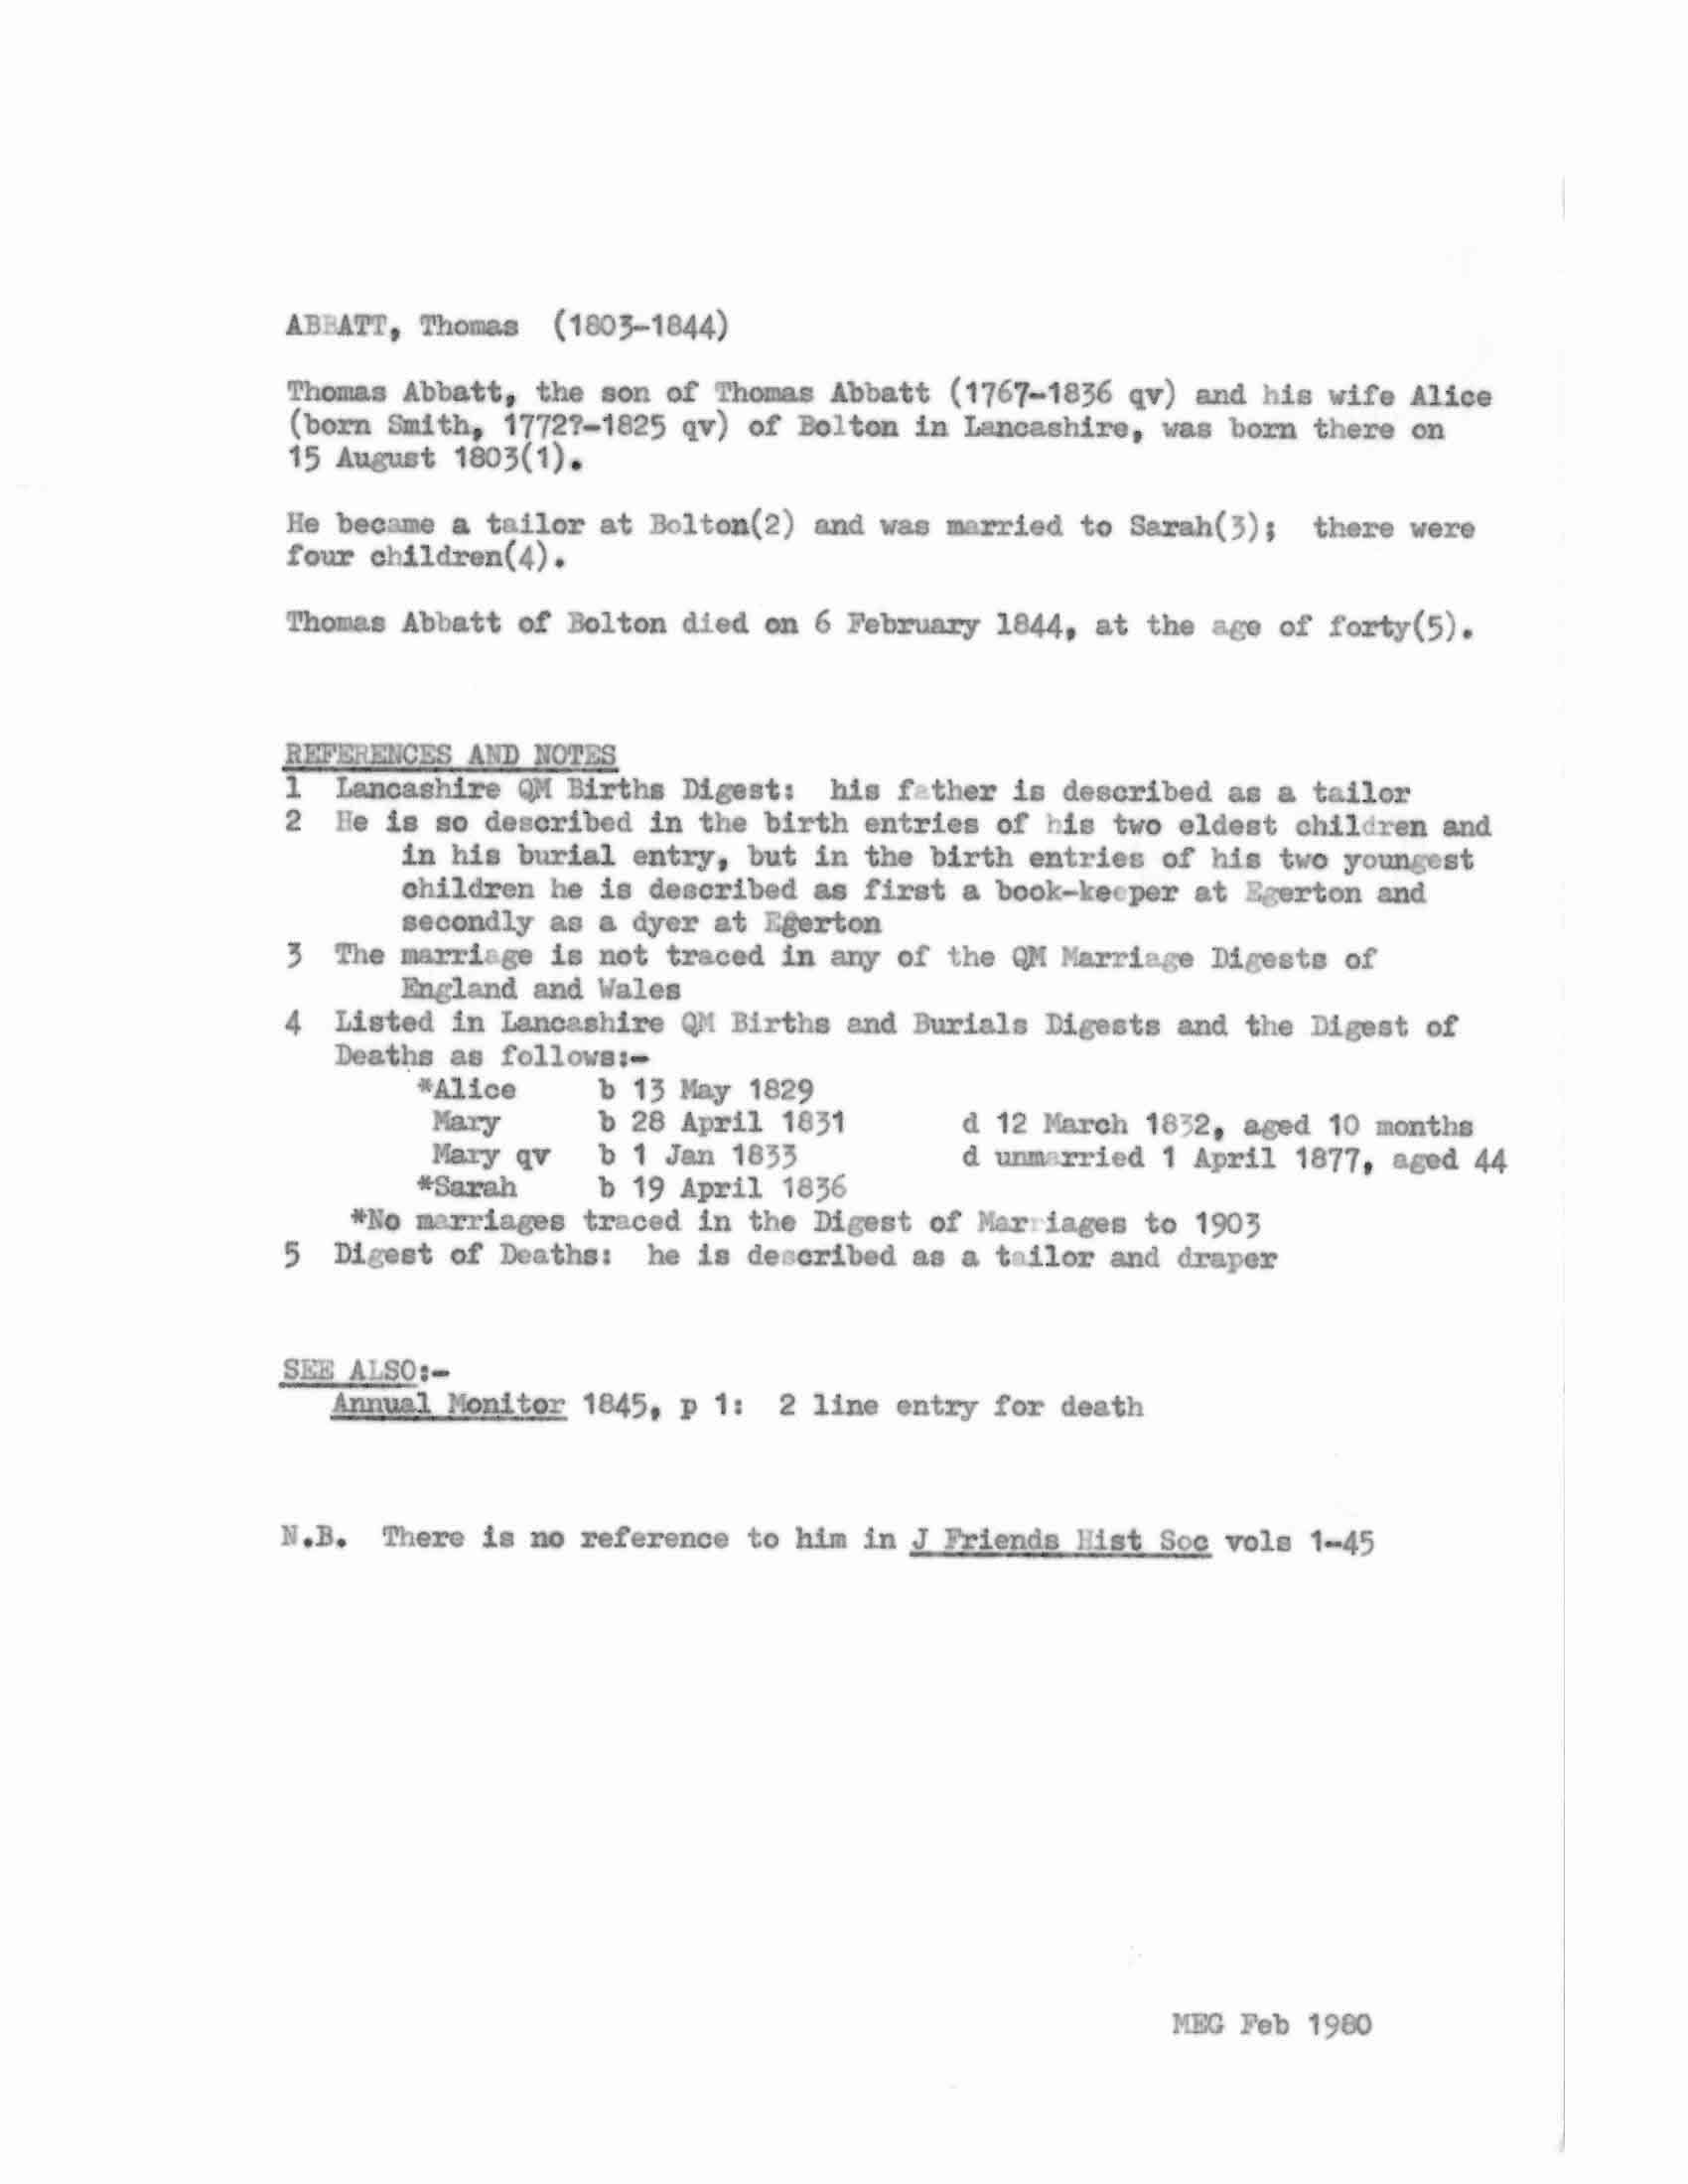 ABBATT, Thomas (1803-1844)
Thomas Abbatt, the son of Thomas Abbatt (1767-1836 qv) and his wife Alice
(born Smith, 1772?-1825 qv) of Bolton in Lancashire, was born there on
15 August 1803(1).
He became a tailor at Bolton(2) and was married to Sarah(3); there were
four children(4).
Thomas Abbatt of Bolton died on 6 February 1844, at the age of forty(5).
REFERENCES AND NOTES
1 Lancashire QM Births Digest: his father is described as a tailor
2 He is so described in the birth entries of his two eldest children and
in his burial entry, but in the birth entries of his two youngest
children he is described as first a book-keeper at Egerton and
secondly as a dyer at Egerton
3 The marriage is not traced in any of the QM Marriage Digests of
England and Wales
4 Listed in Lancashire QM Births and Burials Digests and the Digest of
Deaths as follows:-
*Alice b 13 May 1829
Mary b 28 April 1831 d 12 March 1832, aged 10 months
Mary qv b 1 Jan 1833 d unmarried 1 April 1877, aged 44
*Sarah b 19 April 1836
*No marriages traced in the Digest of Marriages to 1903
5 Digest of Deaths: he is described as a tailor and draper
SEE ALSO:-
Annual Monitor 1845, p 1: 2 line entry for death
N.B. There is no reference to him in J Friends Hist Soc vols 1-45
MEG Feb 1980